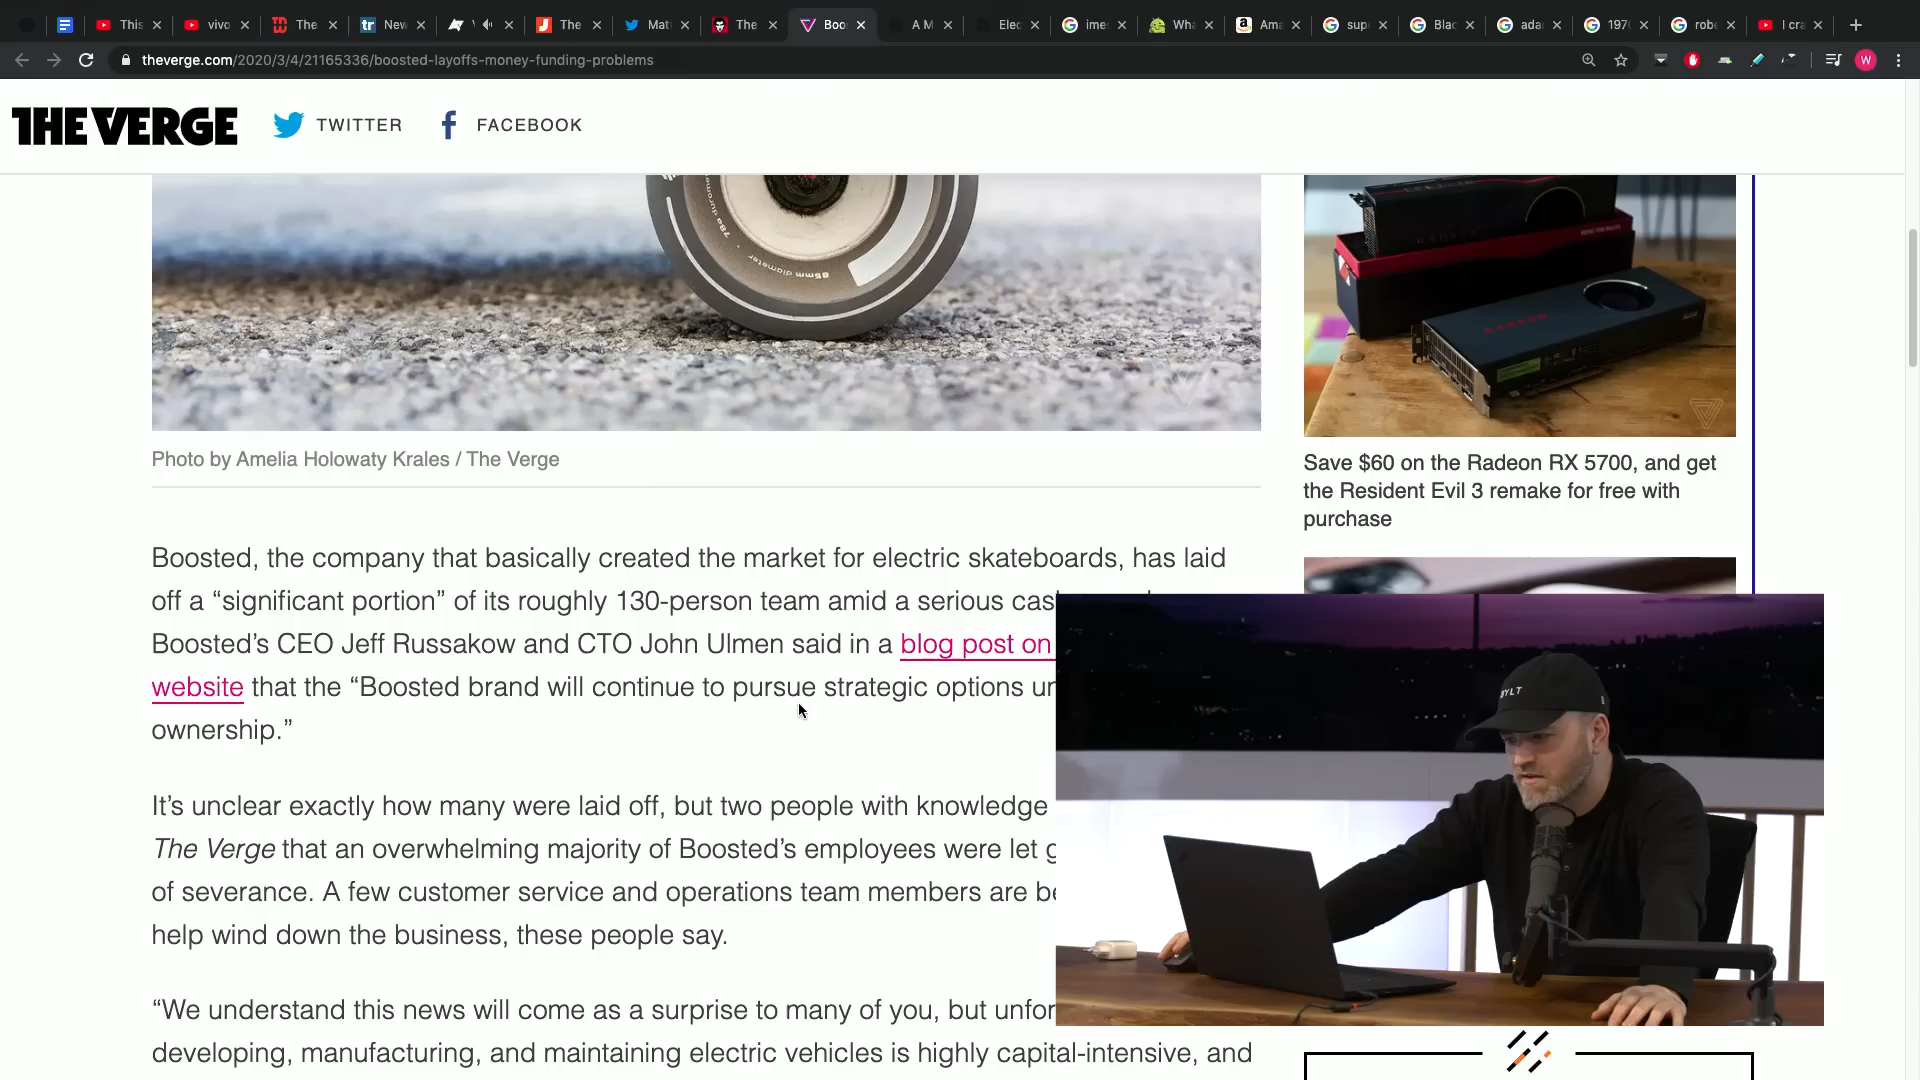 This
vivo
The
New
V
The
Matt
The
Boo
A M
Elec
ime
Wha
Ama
sup
Blac
ada
197
rob
I cra
theverge.com/2020/3/4/21165336/boosted-layoffs-money-funding-problems
W
THE VERGE
TWITTER
FACEBOOK
78a durometer
85mm diameter
RADEON
Photo by Amelia Holowaty Krales / The Verge
Save $60 on the Radeon RX 5700, and get
the Resident Evil 3 remake for free with
purchase
Boosted, the company that basically created the market for electric skateboards, has laid
off a “significant portion” of its roughly 130-person team amid a serious
Boosted’s CEO Jeff Russakow and CTO John Ulmen said in a blog post on
website that the “Boosted brand will continue to pursue strategic options
ownership.”
It’s unclear exactly how many were laid off, but two people with knowledge
The Verge that an overwhelming majority of Boosted’s employees were let
of severance. A few customer service and operations team members are
help wind down the business, these people say.
“We understand this news will come as a surprise to many of you, but
developing, manufacturing, and maintaining electric vehicles is highly capital-intensive, and